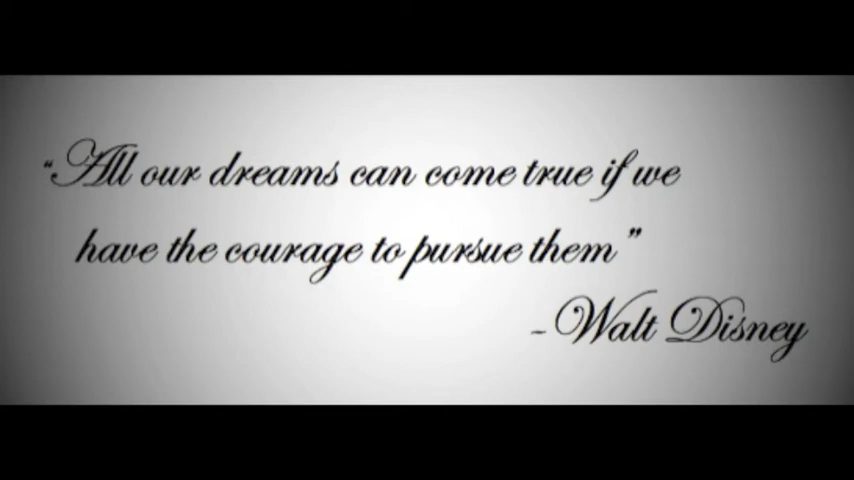 “All our dreams can come true if we
have the courage to pursue them”
-Walt Disney